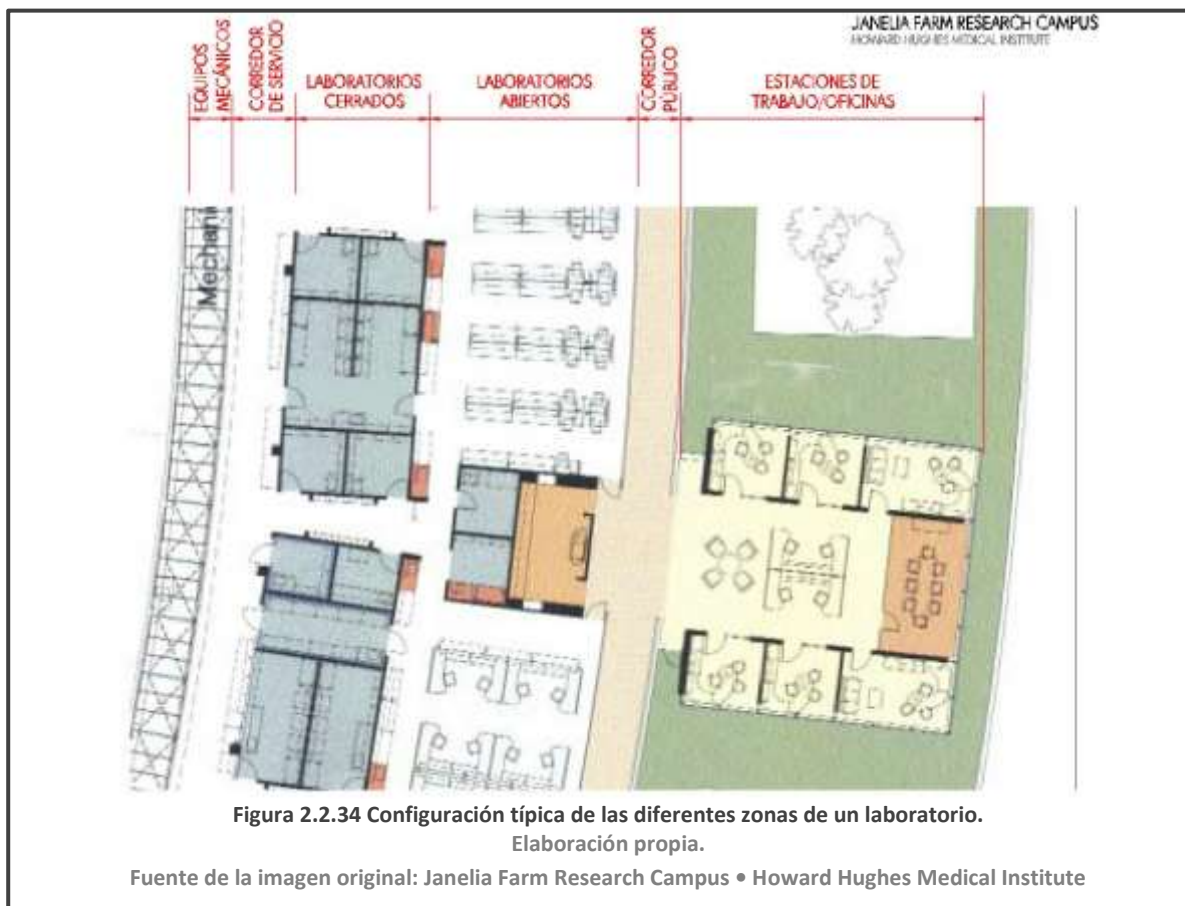 JANELIA FARM RESEARCH CAMPUS
HOWARD HUGHES MEDICAL INSTITUTE
EQUIPOS
MECÁNICOS
CORREDOR
DE SERVICIO
LABORATORIOS
CERRADOS
LABORATORIOS
ABIERTOS
CORREDOR
PÚBLICO
ESTACIONES DE
TRABAJO/OFICINAS
Mechani
Figura 2.2.34 Configuración típica de las diferentes zonas de un laboratorio.
Elaboración propia.
Fuente de la imagen original: Janelia Farm Research Campus • Howard Hughes Medical Institute